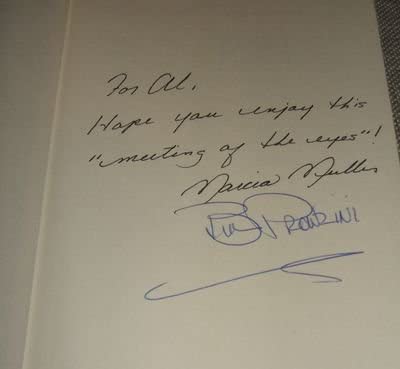 For Al,
Hope you enjoy this
"meeting of the eyes"!
Marcia Muller
Bill Pronzini